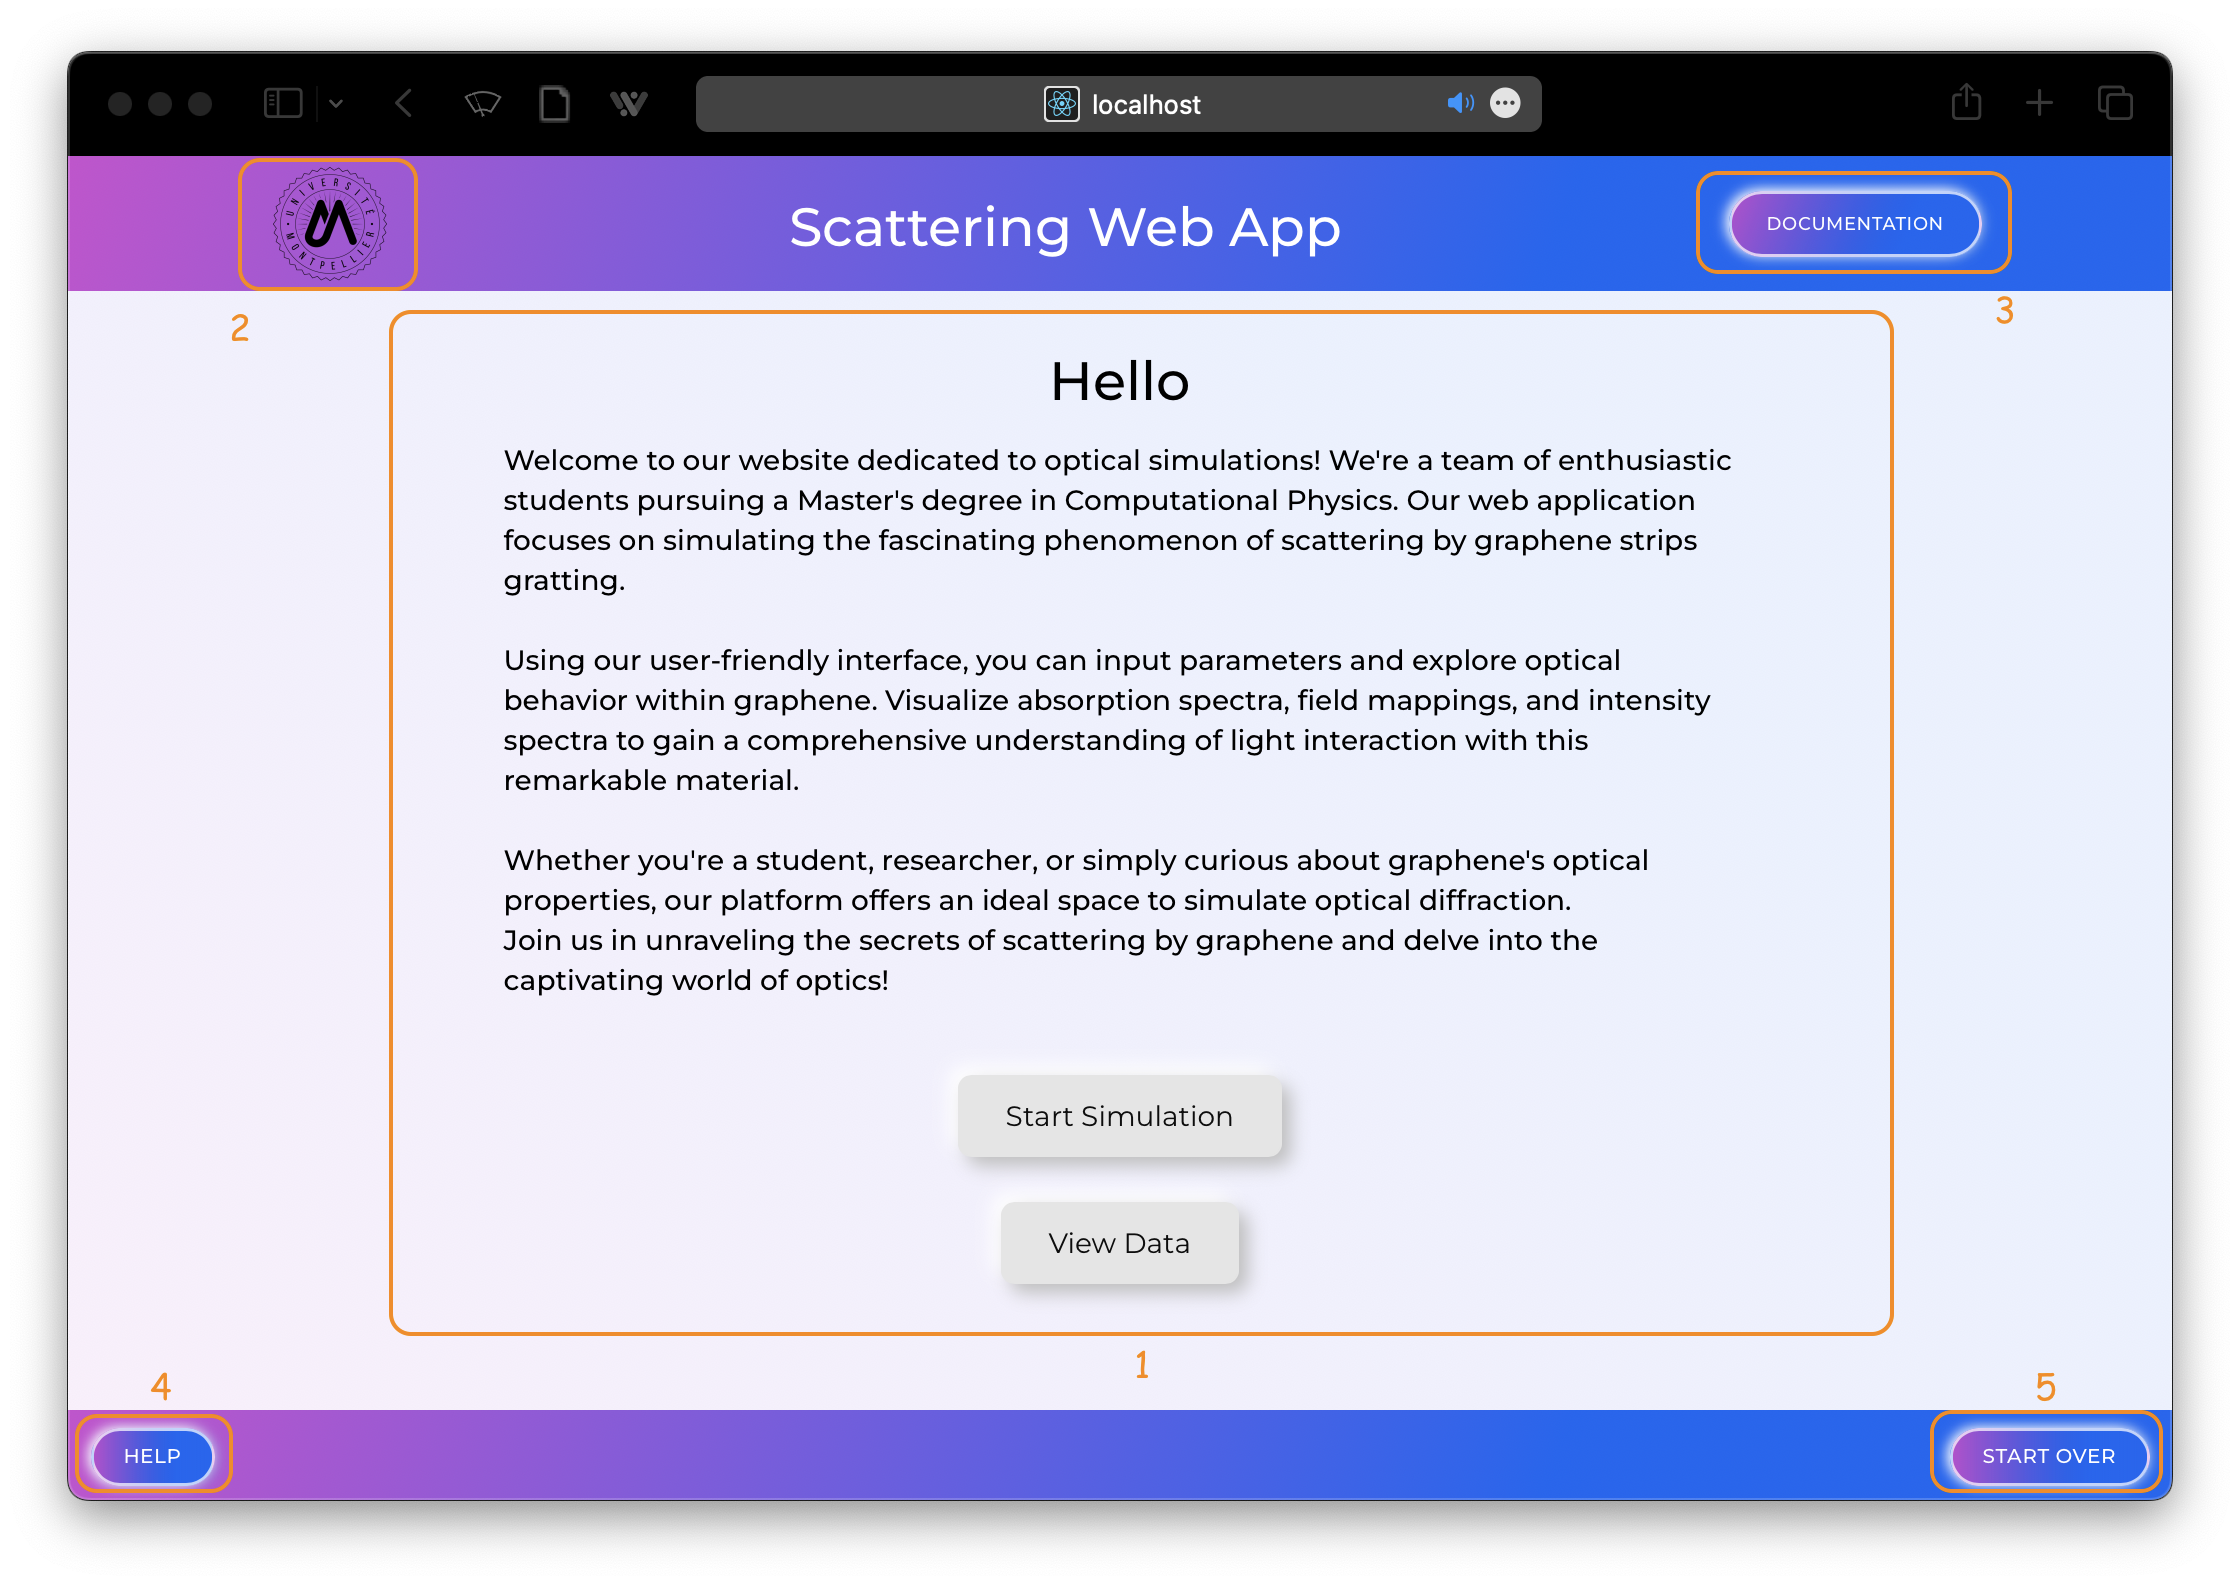 localhost
UNIVERSITÉ
MONTPELLIER
Scattering Web App
DOCUMENTATION
2
3
Hello
Welcome to our website dedicated to optical simulations! We're a team of enthusiastic
students pursuing a Master's degree in Computational Physics. Our web application
focuses on simulating the fascinating phenomenon of scattering by graphene strips
gratting.
Using our user-friendly interface, you can input parameters and explore optical
behavior within graphene. Visualize absorption spectra, field mappings, and intensity
spectra to gain a comprehensive understanding of light interaction with this
remarkable material.
Whether you're a student, researcher, or simply curious about graphene's optical
properties, our platform offers an ideal space to simulate optical diffraction.
Join us in unraveling the secrets of scattering by graphene and delve into the
captivating world of optics!
Start Simulation
View Data
1
4
5
HELP
START OVER